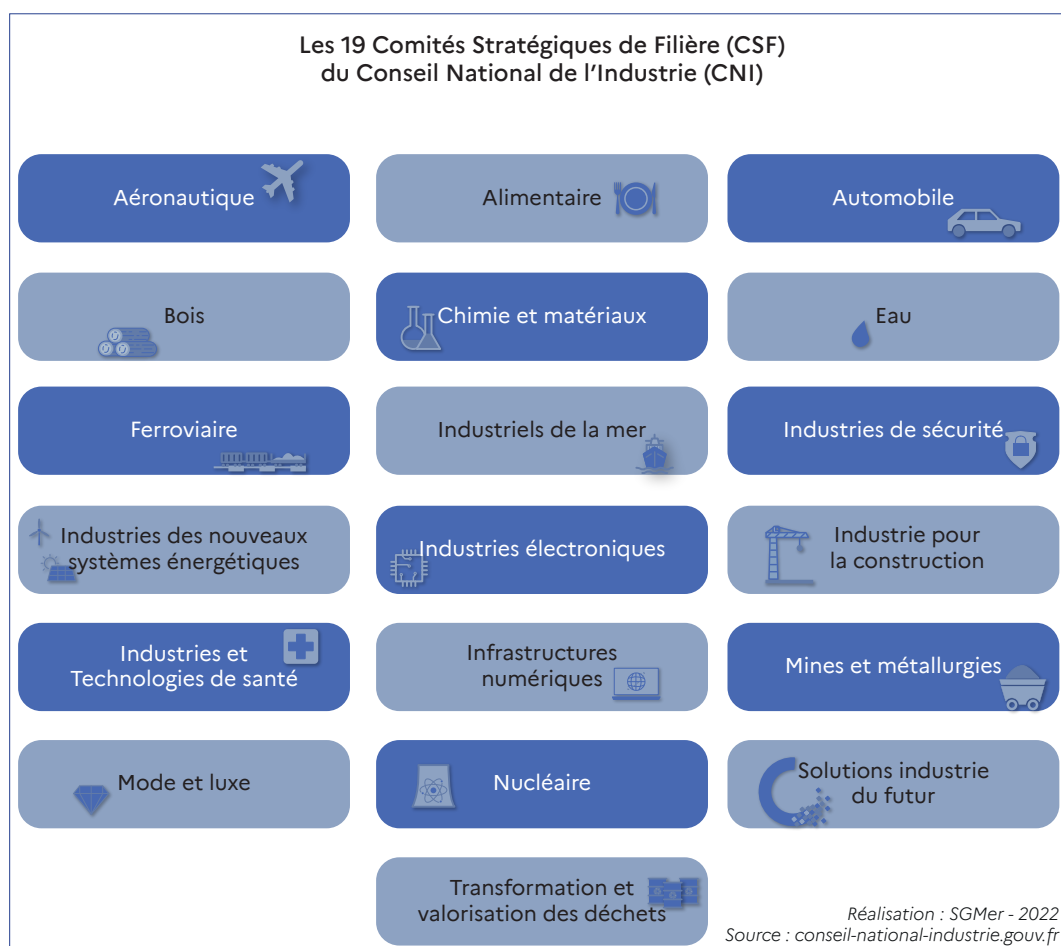 Les 19 Comités Stratégiques de Filière (CSF)
du Conseil National de l'Industrie (CNI)
Aéronautique
Alimentaire
Automobile
Bois
Chimie et matériaux
Eau
Ferroviaire
Industriels de la mer
Industries de sécurité
Industries des nouveaux
systèmes énergétiques
Industries électroniques
Industrie pour
la construction
Industries et
Technologies de santé
Infrastructures
numériques
Mines et métallurgies
Mode et luxe
Nucléaire
Solutions industrie
du futur
Transformation et
valorisation des déchets
Réalisation : SGMer - 2022
Source : conseil-national-industrie.gouv.fr